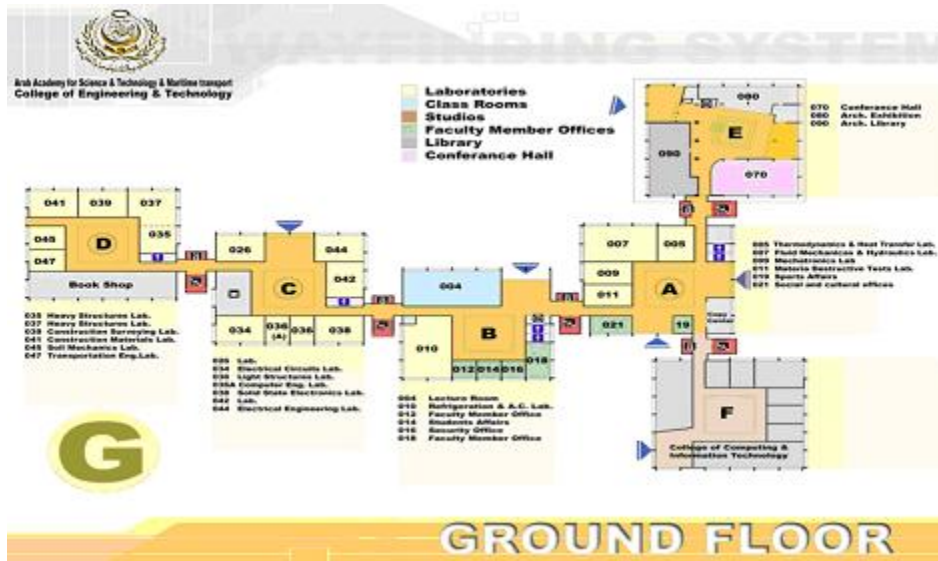 WAYFINDING SYSTEM
Arab Academy for Science & Technology & Maritime transport
College of Engineering & Technology
Laboratories
Class Rooms
Studios
Faculty Member Offices
Library
Conferance Hall
080
E
090
070
070 Conferance Hall
080 Arch. Exhibition
090 Arch. Library
041 039 037
035
045
D
047
Book Shop
026
044
C
042
034
036 (A)
036
038
004
B
010
012 014 016
018
007
005
009
011
A
021
19
Copy Center
005 Thermodynamics & Heat Transfer Lab.
007 Fluid Mechanics & Hydraulics Lab.
009 Mechatronics Lab
011 Materia Destructive Tests Lab.
019 Sports Affairs
021 Social and cultural offices
F
College of Computing & Information Technology
035 Heavy Structures Lab.
037 Heavy Structures Lab.
039 Construction Surveying Lab.
041 Construction Materials Lab.
045 Soil Mechanics Lab.
047 Transportation Eng.Lab.
Lab.
034 Electrical Circuits Lab.
036 Light Structures Lab.
036A Computer Eng. Lab.
038 Solid State Electronics Lab.
042 Lab.
044 Electrical Engineering Lab.
004 Lecture Room
010 Refrigeration & A.C. Lab.
012 Faculty Member Office
014 Students Affairs
016 Security Office
018 Faculty Member Office
G
GROUND FLOOR